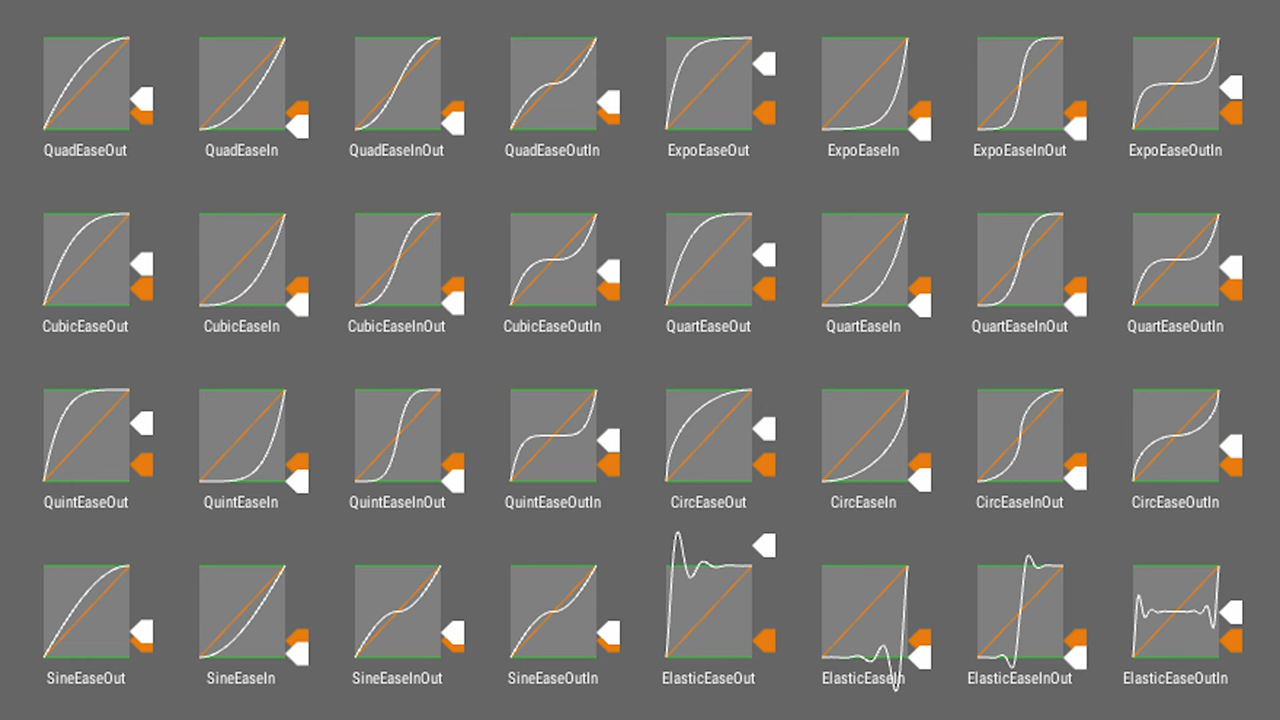 QuadEaseOut QuadEaseIn QuadEaseInOut QuadEaseOutIn ExpoEaseOut ExpoEaseIn ExpoEaseInOut ExpoEaseOutIn
CubicEaseOut CubicEaseIn CubicEaseInOut CubicEaseOutIn QuartEaseOut QuartEaseIn QuartEaseInOut QuartEaseOutIn
QuintEaseOut QuintEaseIn QuintEaseInOut QuintEaseOutIn CircEaseOut CircEaseIn CircEaseInOut CircEaseOutIn
SineEaseOut SineEaseIn SineEaseInOut SineEaseOutIn ElasticEaseOut ElasticEaseIn ElasticEaseInOut ElasticEaseOutIn